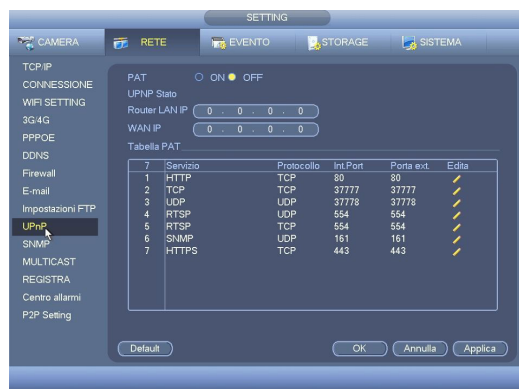 SETTING
CAMERA RETE EVENTO STORAGE SISTEMA
TCP/IP
CONNESSIONE
WIFI SETTING
3G/4G
PPPOE
DDNS
Firewall
E-mail
Impostazioni FTP
UPnP
SNMP
MULTICAST
REGISTRA
Centro allarmi
P2P Setting
PAT ON OFF
UPNP Stato
Router LAN IP 0 . 0 . 0 . 0
WAN IP 0 . 0 . 0 . 0
Tabella PAT
7 Servizio Protocollo Int.Port Porta ext. Edita
1 HTTP TCP 80 80
2 TCP TCP 37777 37777
3 UDP UDP 37778 37778
4 RTSP UDP 554 554
5 RTSP TCP 554 554
6 SNMP UDP 161 161
7 HTTPS TCP 443 443
Default OK Annulla Applica